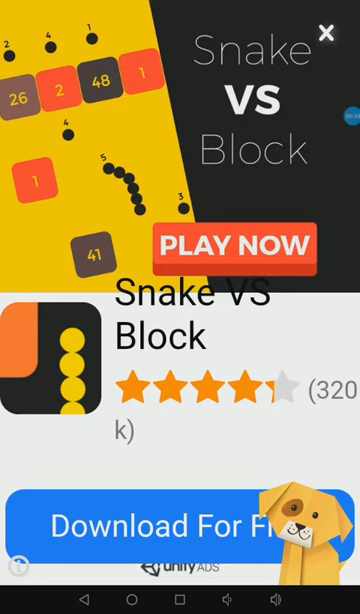 Snake
VS
Block
2
4
1
26
2
48
1
4
1
5
3
41
PLAY NOW
Snake VS
Block
(320
k)
Download For Fr
unity ADS